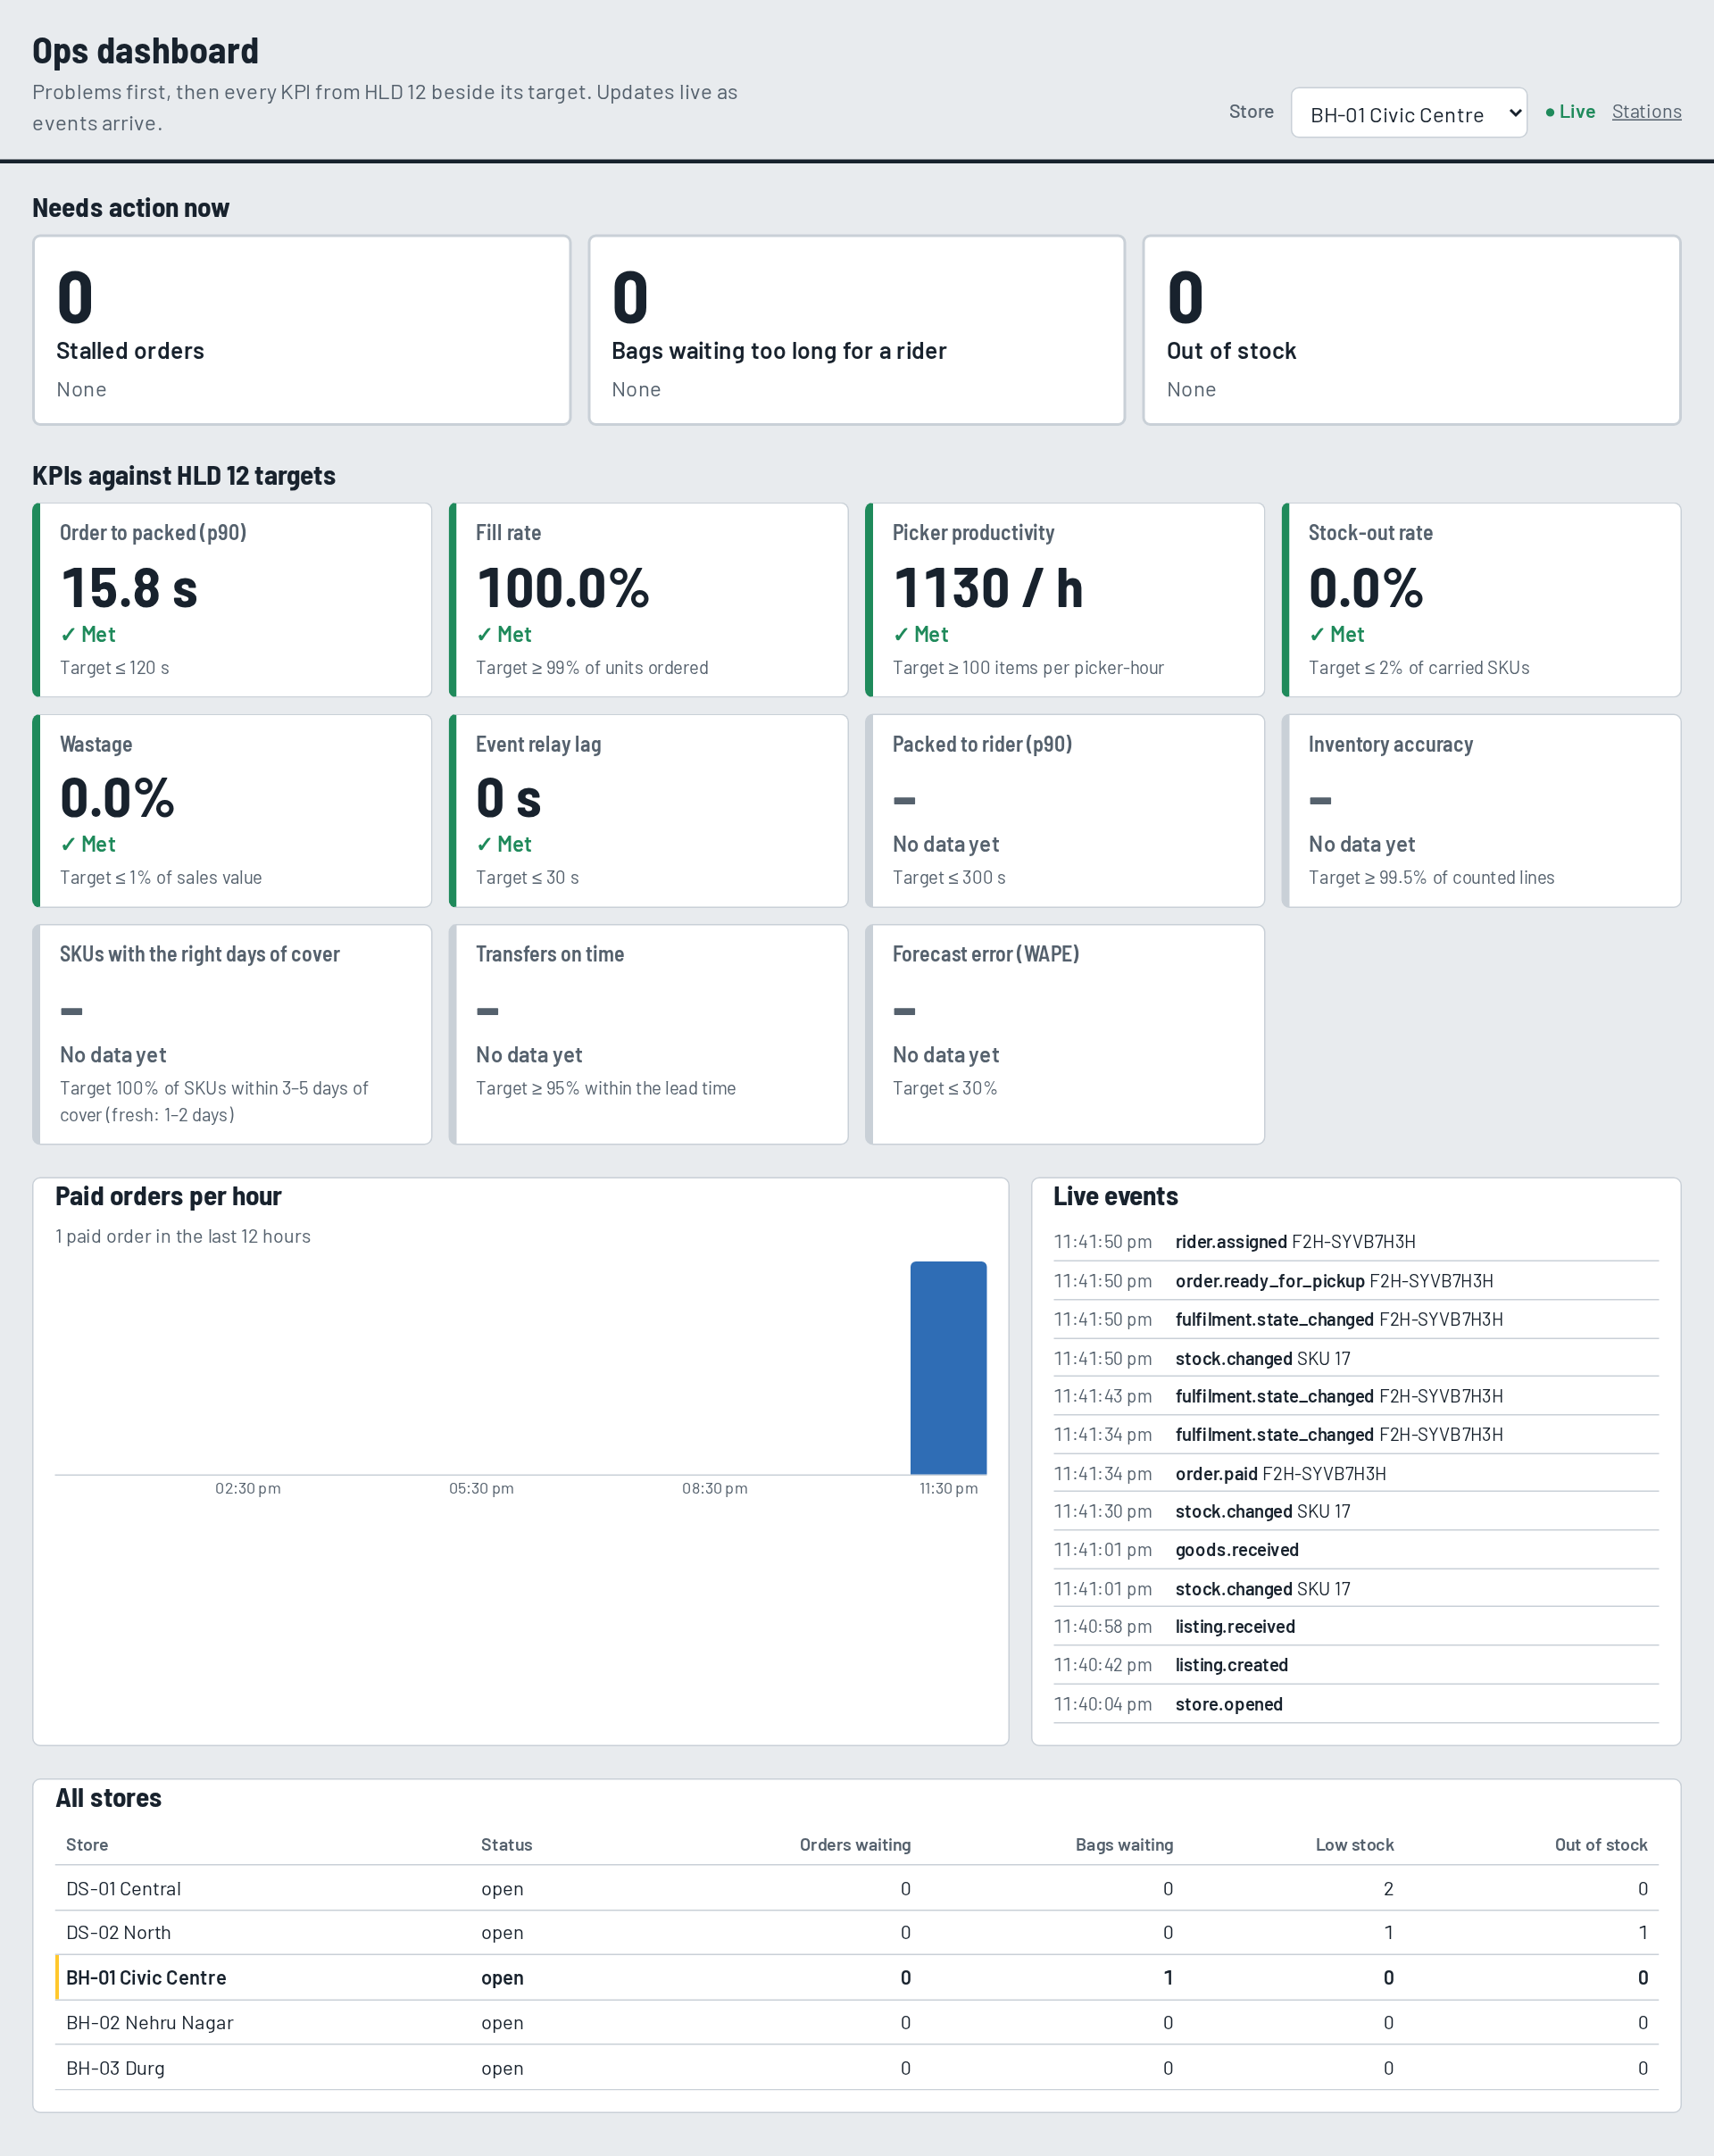 Ops dashboard
Problems first, then every KPI from HLD 12 beside its target. Updates live as
events arrive.
Store
BH-01 Civic Centre
● Live
Stations
Needs action now
0
Stalled orders
None
0
Bags waiting too long for a rider
None
0
Out of stock
None
KPIs against HLD 12 targets
Order to packed (p90)
15.8 s
✓ Met
Target ≤ 120 s
Fill rate
100.0%
✓ Met
Target ≥ 99% of units ordered
Picker productivity
1130 / h
✓ Met
Target ≥ 100 items per picker-hour
Stock-out rate
0.0%
✓ Met
Target ≤ 2% of carried SKUs
Wastage
0.0%
✓ Met
Target ≤ 1% of sales value
Event relay lag
0 s
✓ Met
Target ≤ 30 s
Packed to rider (p90)
–
No data yet
Target ≤ 300 s
Inventory accuracy
–
No data yet
Target ≥ 99.5% of counted lines
SKUs with the right days of cover
–
No data yet
Target 100% of SKUs within 3–5 days of
cover (fresh: 1–2 days)
Transfers on time
–
No data yet
Target ≥ 95% within the lead time
Forecast error (WAPE)
–
No data yet
Target ≤ 30%
Paid orders per hour
1 paid order in the last 12 hours
02:30 pm 05:30 pm 08:30 pm 11:30 pm
Live events
11:41:50 pm rider.assigned F2H-SYVB7H3H
11:41:50 pm order.ready_for_pickup F2H-SYVB7H3H
11:41:50 pm fulfilment.state_changed F2H-SYVB7H3H
11:41:50 pm stock.changed SKU 17
11:41:43 pm fulfilment.state_changed F2H-SYVB7H3H
11:41:34 pm fulfilment.state_changed F2H-SYVB7H3H
11:41:34 pm order.paid F2H-SYVB7H3H
11:41:30 pm stock.changed SKU 17
11:41:01 pm goods.received
11:41:01 pm stock.changed SKU 17
11:40:58 pm listing.received
11:40:42 pm listing.created
11:40:04 pm store.opened
All stores
Store Status Orders waiting Bags waiting Low stock Out of stock
DS-01 Central open 0 0 2 0
DS-02 North open 0 0 1 1
BH-01 Civic Centre open 0 1 0 0
BH-02 Nehru Nagar open 0 0 0 0
BH-03 Durg open 0 0 0 0